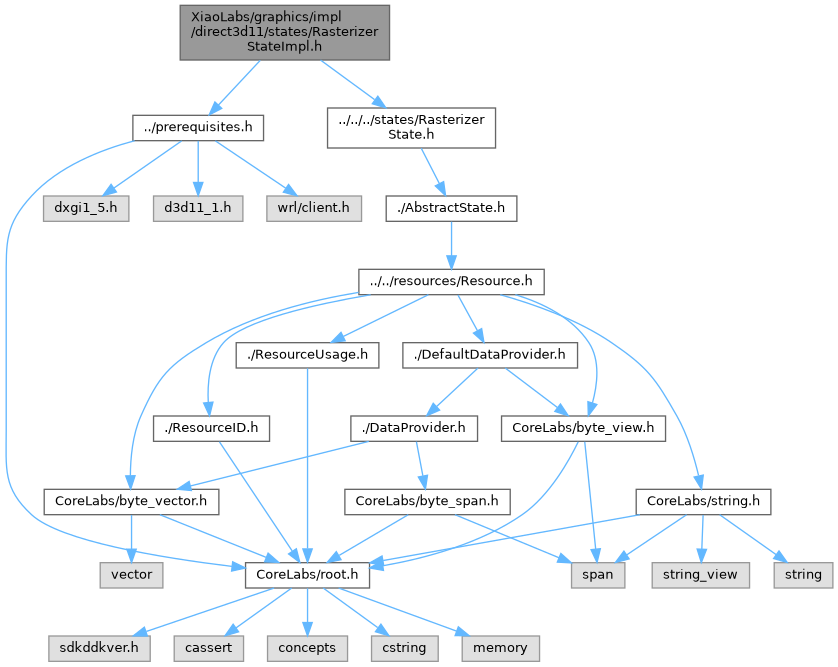 XiaoLabs/graphics/impl
/direct3d11/states/Rasterizer
StateImpl.h
../prerequisites.h
../../../states/Rasterizer
State.h
dxgi1_5.h
d3d11_1.h
wrl/client.h
./AbstractState.h
../../resources/Resource.h
./ResourceUsage.h
./DefaultDataProvider.h
./ResourceID.h
./DataProvider.h
CoreLabs/byte_view.h
CoreLabs/byte_vector.h
CoreLabs/byte_span.h
CoreLabs/string.h
vector
CoreLabs/root.h
span
string_view
string
sdkddkver.h
cassert
concepts
cstring
memory